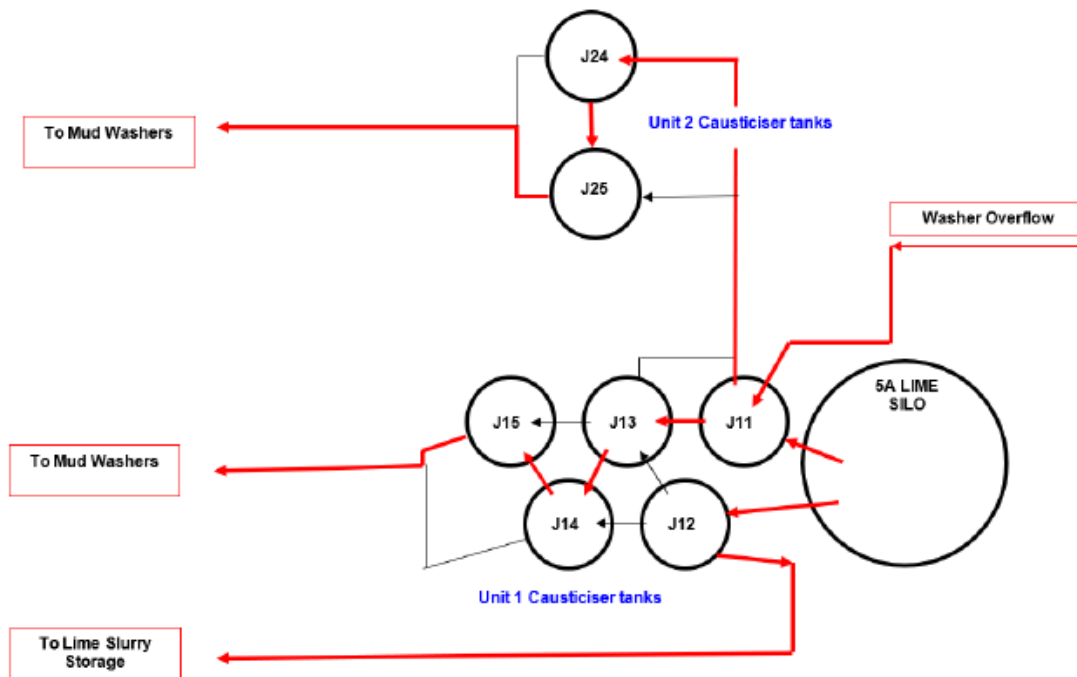 J24
To Mud Washers
Unit 2 Causticiser tanks
J25
Washer Overflow
5A LIME
SILO
J15
J13
J11
To Mud Washers
J14
J12
Unit 1 Causticiser tanks
To Lime Slurry
Storage